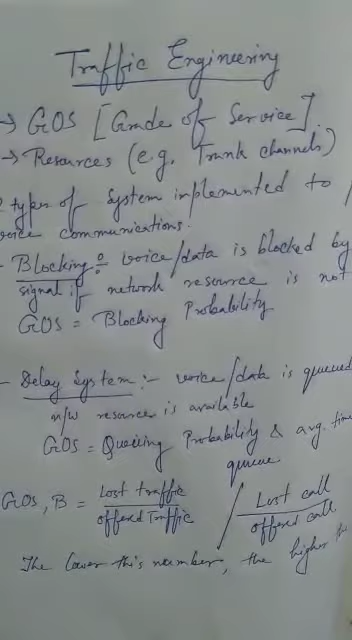 Traffic Engineering
→ GOS [Grade of Service]
→ Resources (e.g, Trunk channels)
types of System implemented to
voice communications.
- Blocking :- voice/data is blocked by
signal if network resource is not
GOS = Blocking Probability
- Delay System :- voice/data is queued
n/w resource is available
GOS = Queuing Probability & avg. time
queue
GOS, B = Lost traffic / Lost call
offered Traffic offered call
The lower this number, the higher the